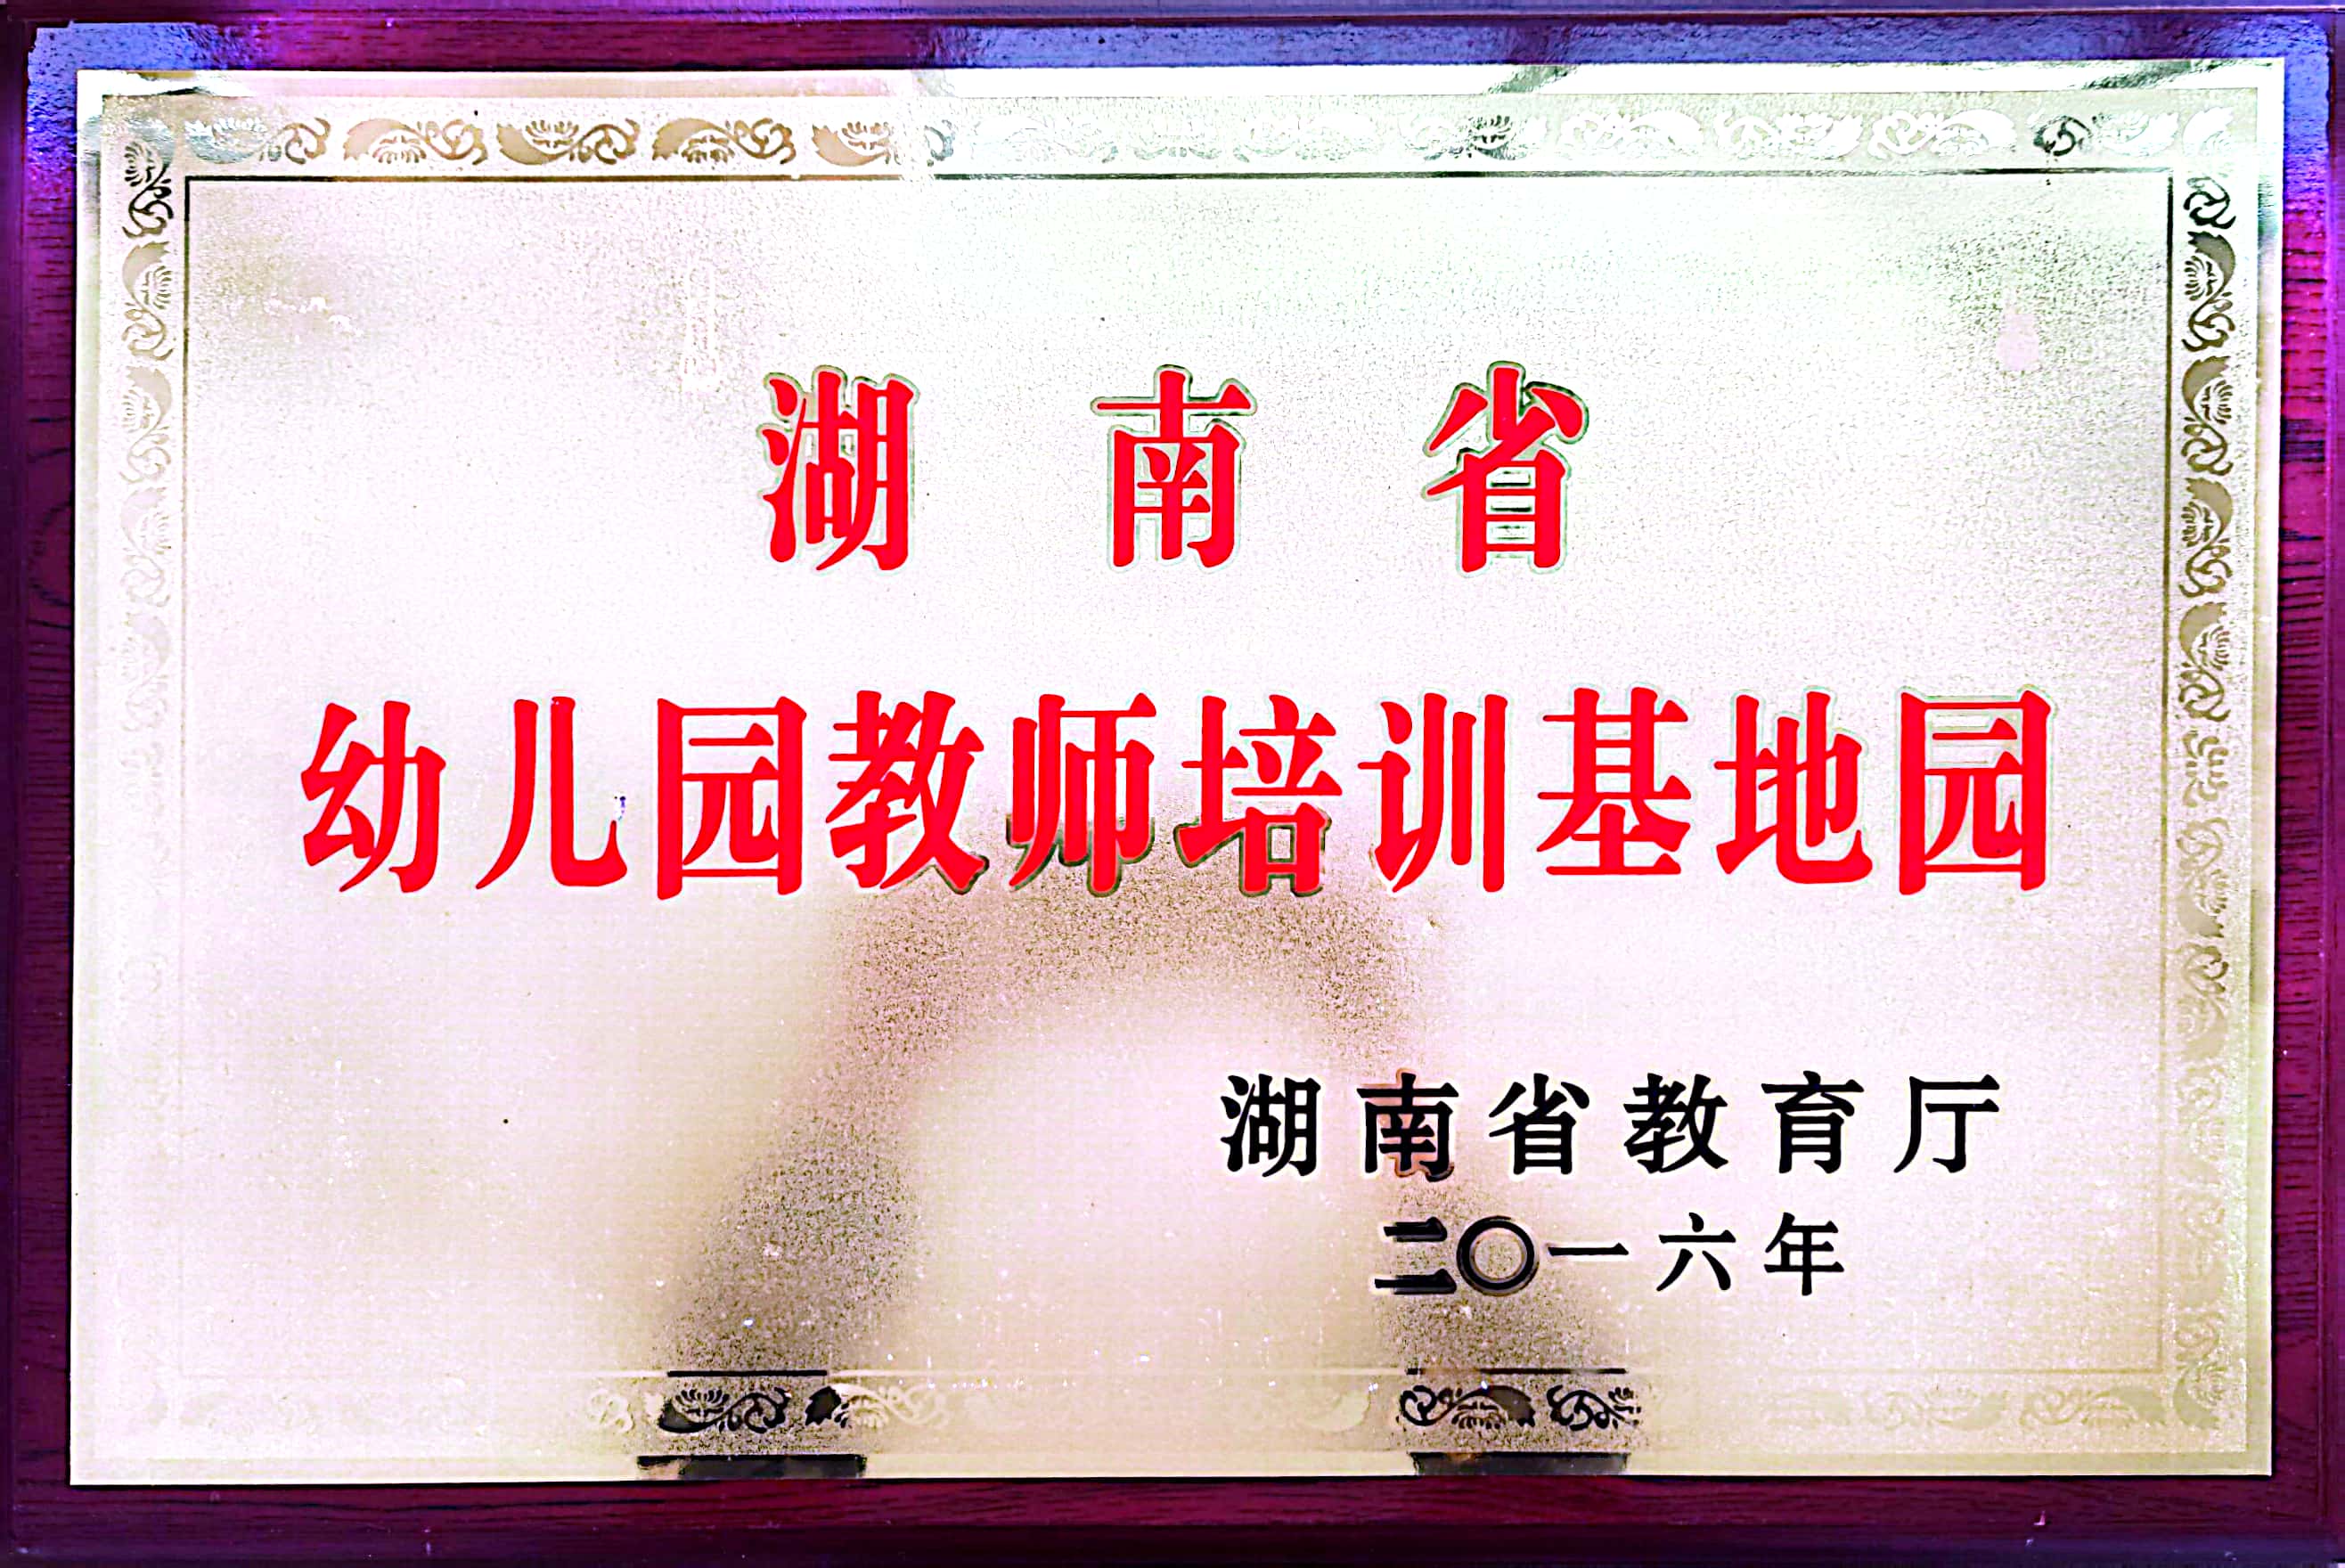 湖南省
幼儿园教师培训基地园
湖南省教育厅
二〇一六年